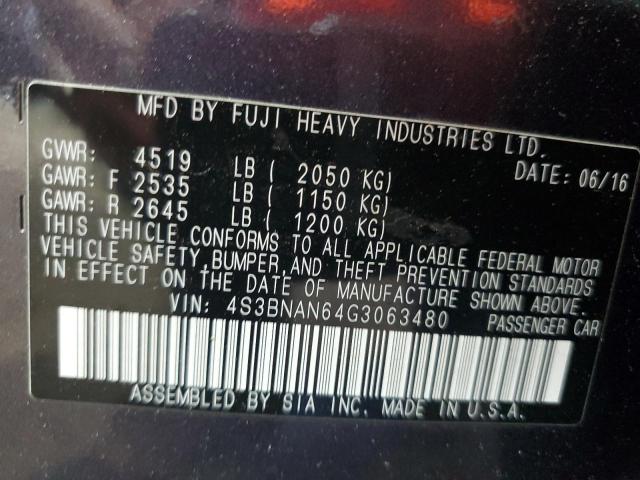 MFD BY FUJI HEAVY INDUSTRIES LTD.
DATE: 06/16
GVWR: 4519 LB ( 2050 KG)
GAWR: F 2535 LB ( 1150 KG)
GAWR: R 2645 LB ( 1200 KG)
THIS VEHICLE CONFORMS TO ALL APPLICABLE FEDERAL MOTOR
VEHICLE SAFETY, BUMPER, AND THEFT PREVENTION STANDARDS
IN EFFECT ON THE DATE OF MANUFACTURE SHOWN ABOVE.
VIN: 4S3BNAN64G3063480 PASSENGER CAR
ASSEMBLED BY SIA INC. MADE IN U.S.A.